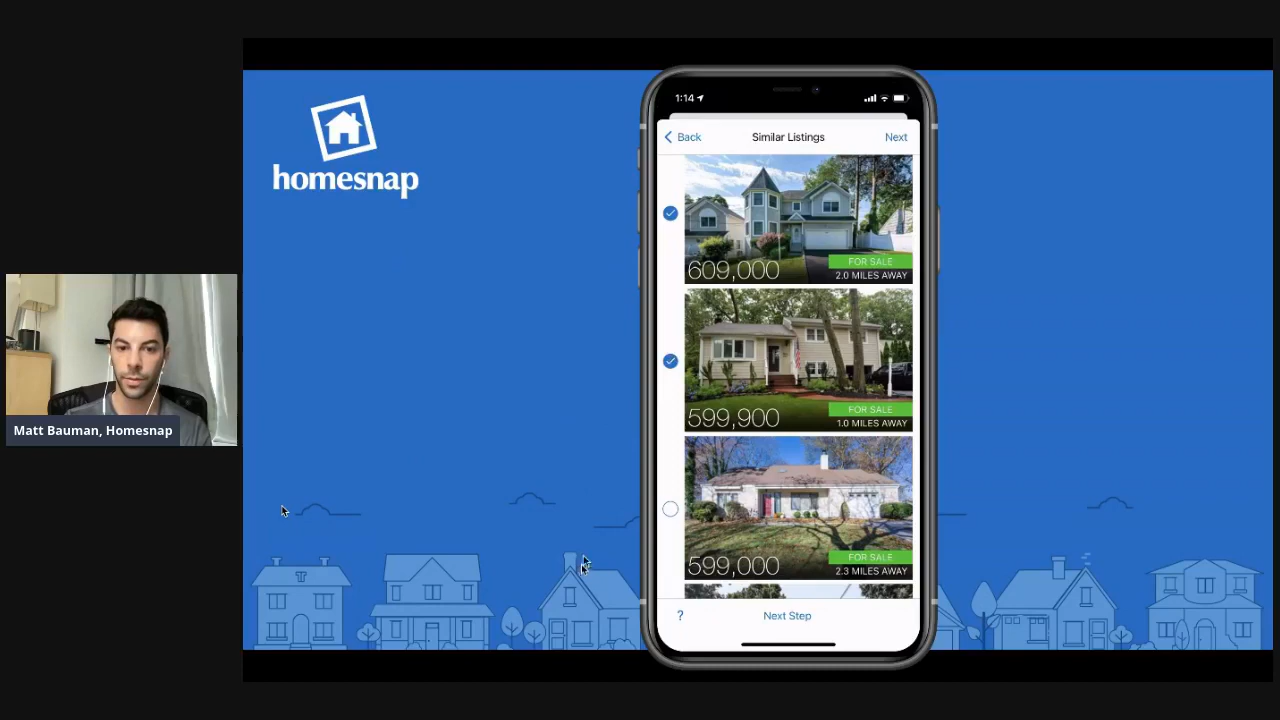 homesnap
Matt Bauman, Homesnap
1:14
Back
Similar Listings
Next
609,000
FOR SALE
2.0 MILES AWAY
599,900
FOR SALE
1.0 MILES AWAY
599,000
FOR SALE
2.3 MILES AWAY
?
Next Step